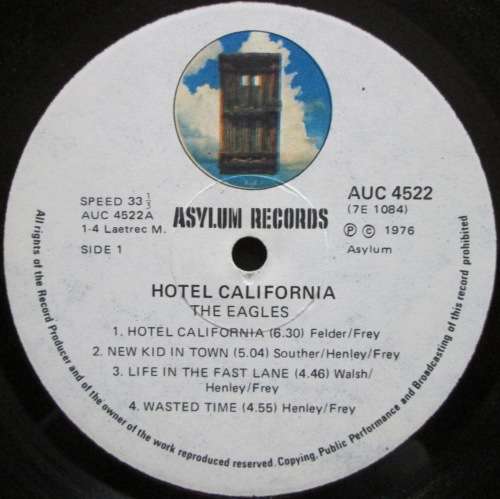 SPEED 33 1/3
AUC 4522A
1-4 Laetrec M.
SIDE 1
ASYLUM RECORDS
AUC 4522
(7E 1084)
Ⓟ © 1976
Asylum
HOTEL CALIFORNIA
THE EAGLES
1. HOTEL CALIFORNIA (6.30) Felder/Frey
2. NEW KID IN TOWN (5.04) Souther/Henley/Frey
3. LIFE IN THE FAST LANE (4.46) Walsh/
Henley/Frey
4. WASTED TIME (4.55) Henley/Frey
All rights of the Record Producer and of the owner of the work reproduced reserved. Copying, Public Performance and Broadcasting of this record prohibited